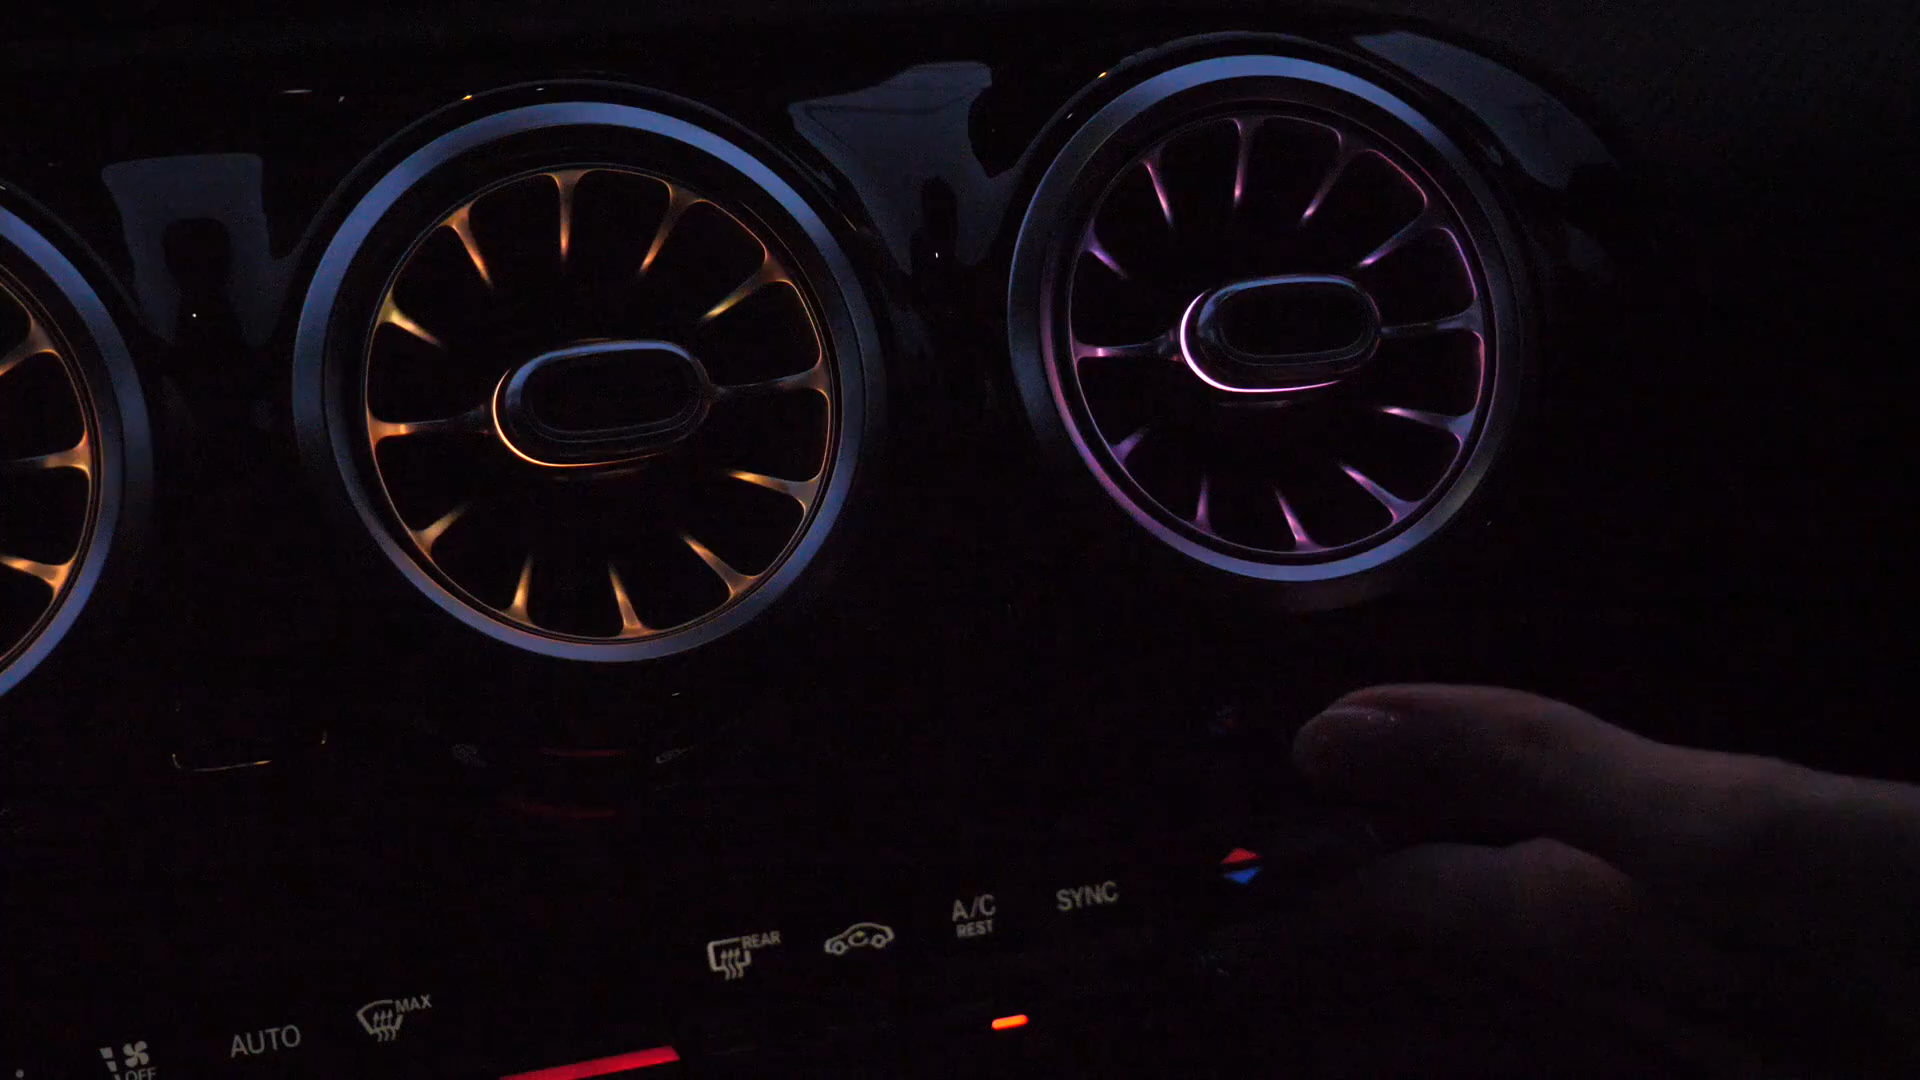 REAR
A/C
REST
SYNC
MAX
AUTO
OFF